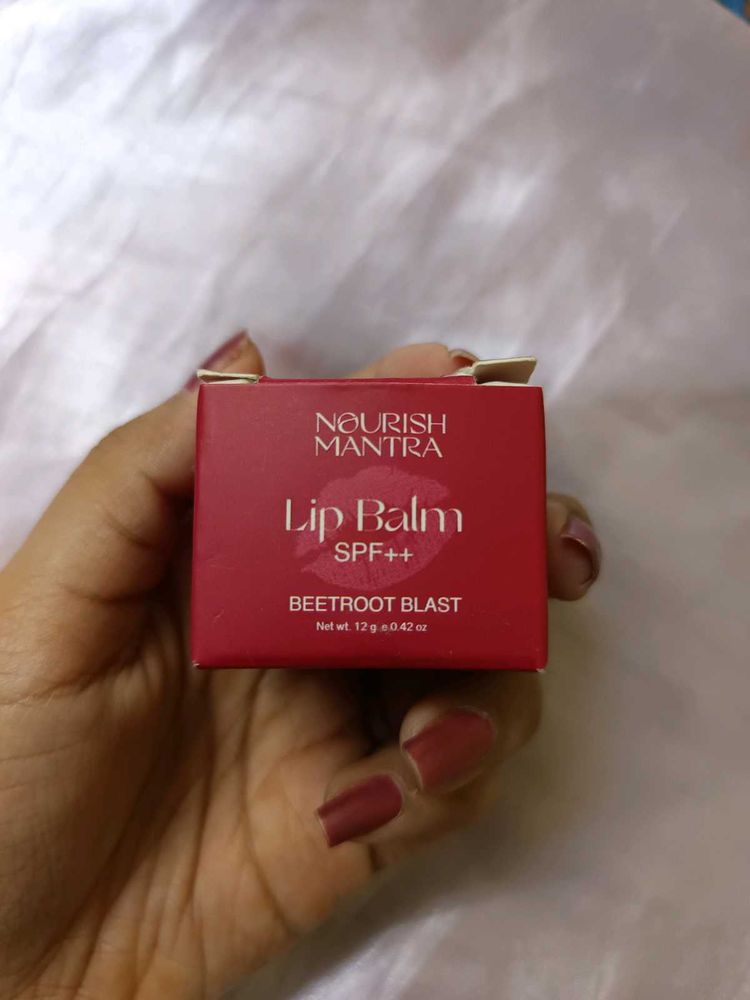 NOURISH
MANTRA
Lip Balm
SPF++
BEETROOT BLAST
Net wt. 12 g e 0.42 oz